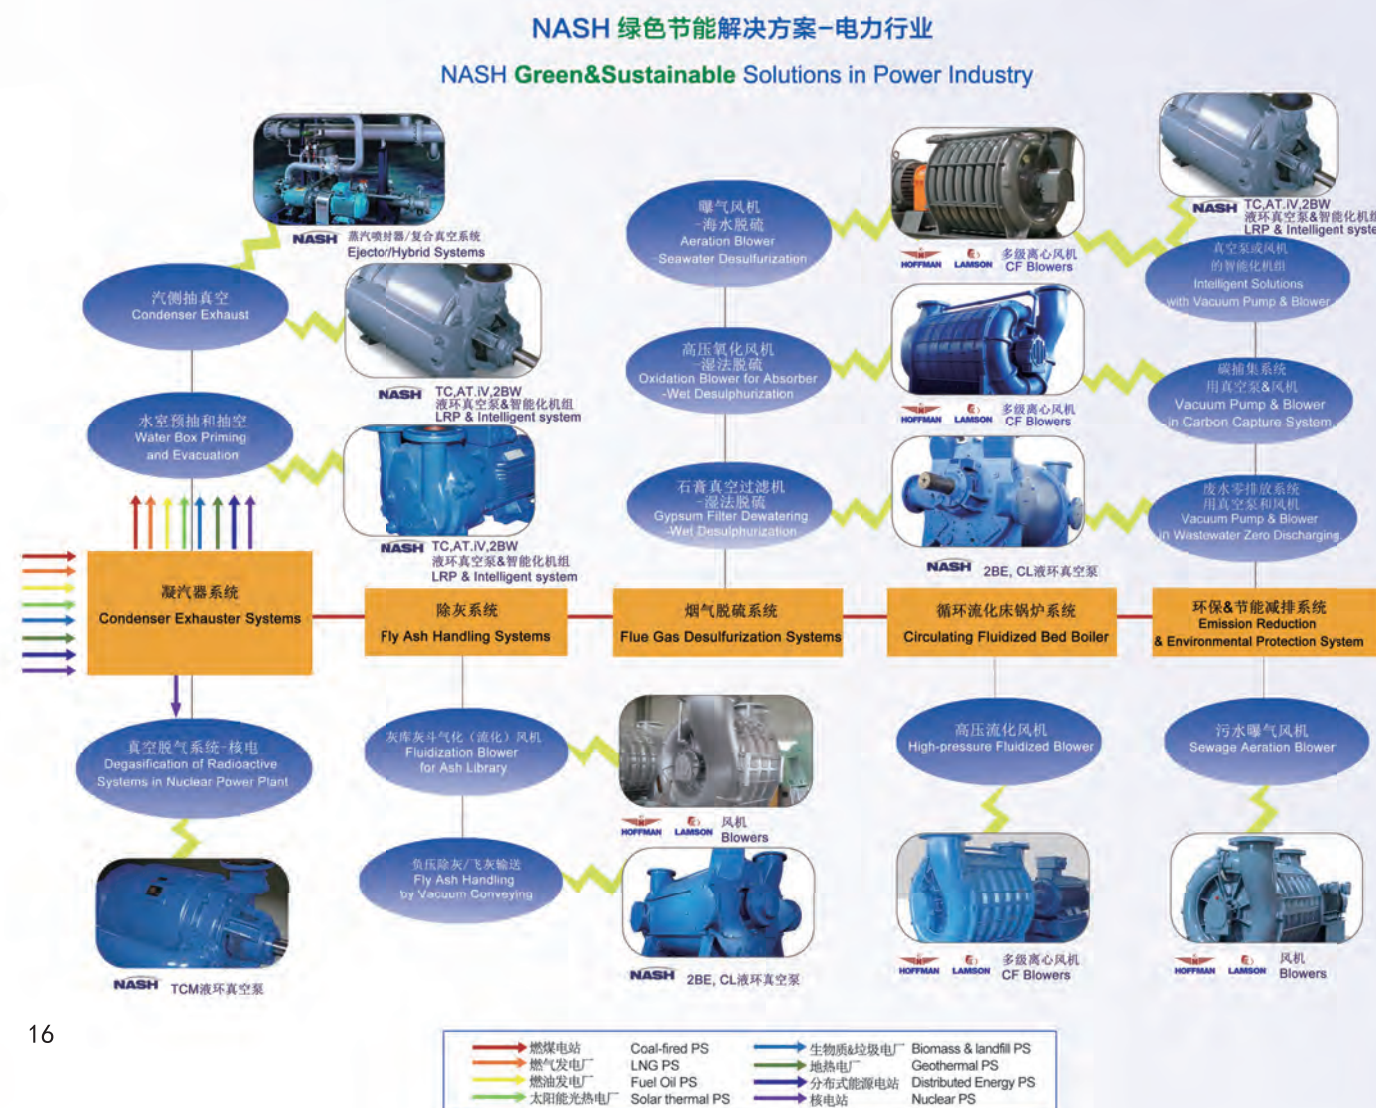 NASH 绿色节能解决方案-电力行业
NASH Green&Sustainable Solutions in Power Industry
NASH 蒸汽喷射器/复合真空系统
Ejector/Hybrid Systems
汽侧抽真空
Condenser Exhaust
NASH TC,AT.iV,2BW
液环真空泵&智能化机组
LRP & Intelligent system
水室预抽和抽空
Water Box Priming
and Evacuation
NASH TC,AT.iV,2BW
液环真空泵&智能化机组
LRP & Intelligent system
凝汽器系统
Condenser Exhauster Systems
真空脱气系统-核电
Degasification of Radioactive
Systems in Nuclear Power Plant
NASH TCM液环真空泵
除灰系统
Fly Ash Handling Systems
灰库灰斗气化（流化）风机
Fluidization Blower
for Ash Library
HOFFMAN LAMSON 风机
Blowers
负压除灰/飞灰输送
Fly Ash Handling
by Vacuum Conveying
NASH 2BE, CL液环真空泵
曝气风机
-海水脱硫
Aeration Blower
-Seawater Desulfurization
HOFFMAN LAMSON 多级离心风机
CF Blowers
高压氧化风机
-湿法脱硫
Oxidation Blower for Absorber
-Wet Desulphurization
HOFFMAN LAMSON 多级离心风机
CF Blowers
石膏真空过滤机
-湿法脱硫
Gypsum Filter Dewatering
-Wet Desulphurization
NASH 2BE, CL液环真空泵
烟气脱硫系统
Flue Gas Desulfurization Systems
循环流化床锅炉系统
Circulating Fluidized Bed Boiler
高压流化风机
High-pressure Fluidized Blower
HOFFMAN LAMSON 多级离心风机
CF Blowers
NASH TC,AT.iV,2BW
液环真空泵&智能化机组
LRP & Intelligent syste
真空泵或风机
的智能化机组
Intelligent Solutions
with Vacuum Pump & Blower
碳捕集系统
用真空泵&风机
Vacuum Pump & Blower
in Carbon Capture System
废水零排放系统
用真空泵和风机
Vacuum Pump & Blower
in Wastewater Zero Discharging
环保&节能减排系统
Emission Reduction
& Environmental Protection System
污水曝气风机
Sewage Aeration Blower
HOFFMAN LAMSON 风机
Blowers
16
燃煤电站 Coal-fired PS
燃气发电厂 LNG PS
燃油发电厂 Fuel Oil PS
太阳能光热电厂 Solar thermal PS
生物质&垃圾电厂 Biomass & landfill PS
地热电厂 Geothermal PS
分布式能源电站 Distributed Energy PS
核电站 Nuclear PS